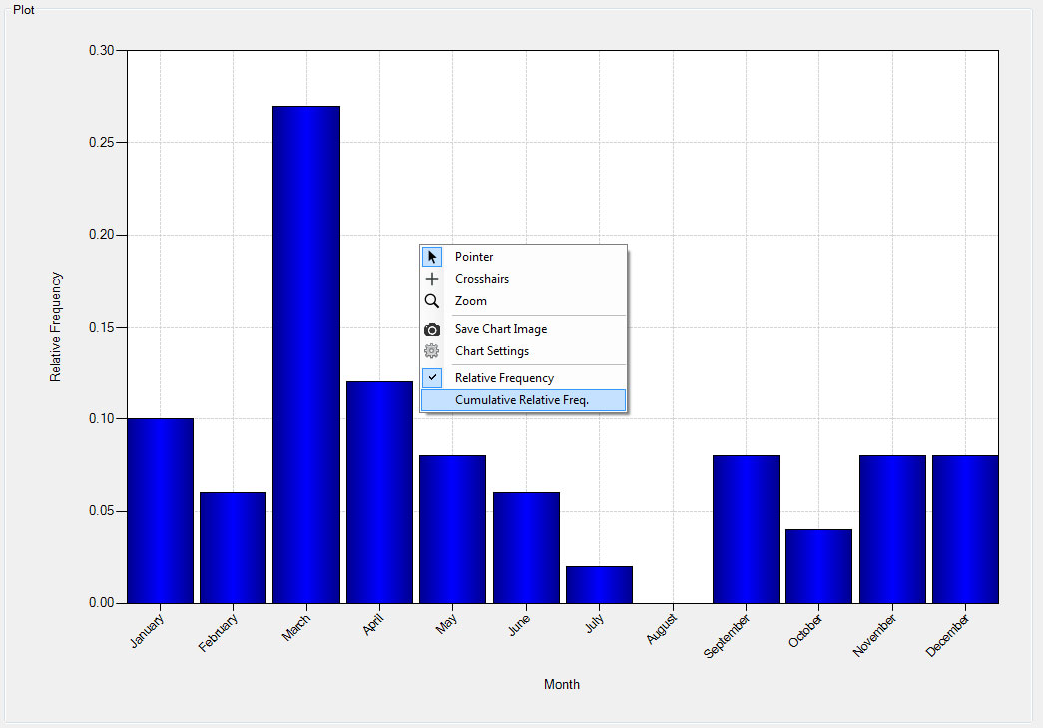 Plot
0.30
0.25
0.20
0.15
0.10
0.05
0.00
Relative Frequency
Pointer
Crosshairs
Zoom
Save Chart Image
Chart Settings
Relative Frequency
Cumulative Relative Freq.
January
February
March
April
May
June
July
August
September
October
November
December
Month